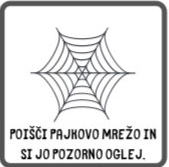 POIŠČI PAJKOVO MREŽO IN
SI JO POZORNO OGLEJ.